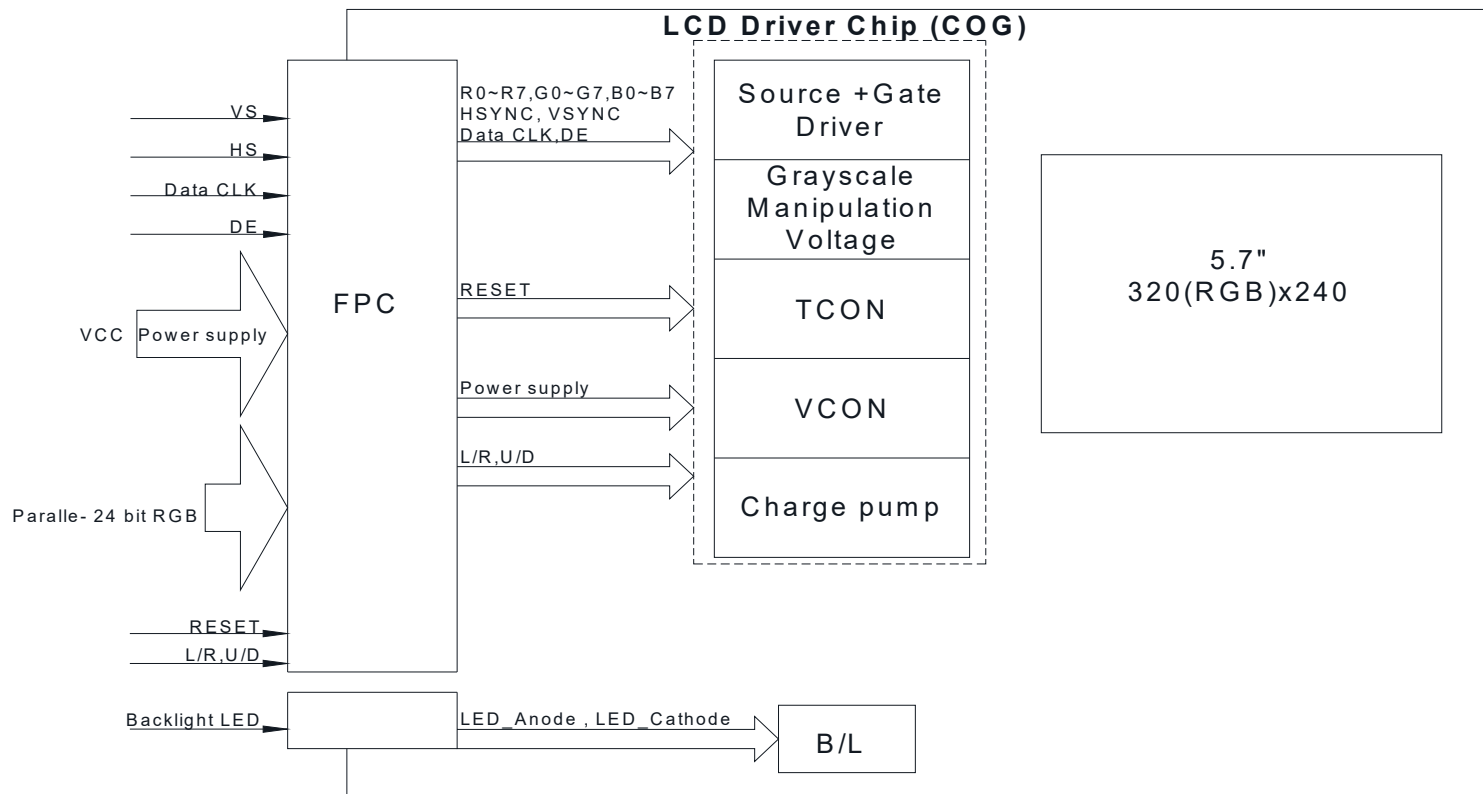 LCD Driver Chip (COG)
VS
HS
Data CLK
DE
VCC Power supply
Paralle- 24 bit RGB
RESET
L/R,U/D
Backlight LED
FPC
R0~R7,G0~G7,B0~B7
HSYNC, VSYNC
Data CLK,DE
RESET
Power supply
L/R,U/D
LED_Anode , LED_Cathode
Source +Gate
Driver
Grayscale
Manipulation
Voltage
TCON
VCON
Charge pump
B/L
5.7"
320(RGB)x240